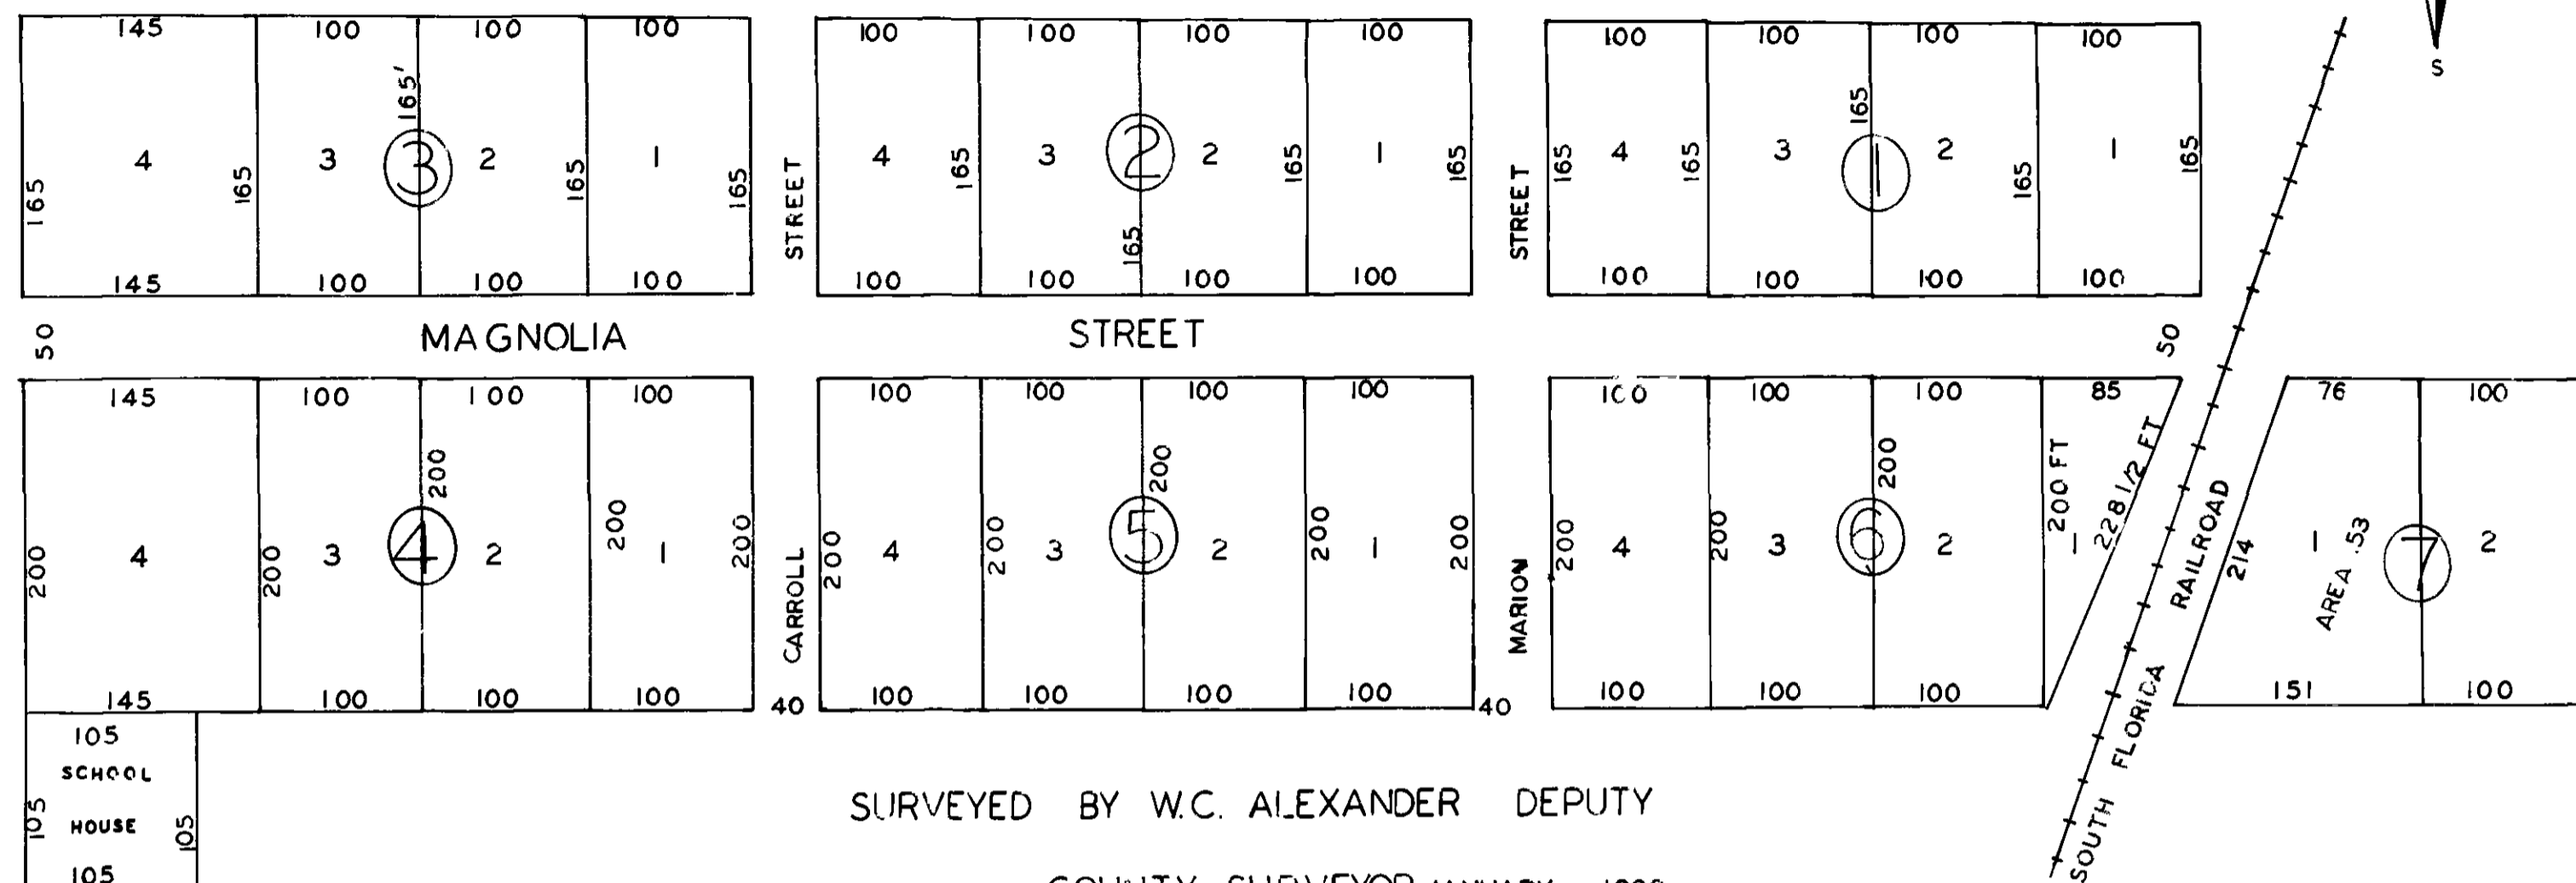 145 100 100 100 100 100 100 100 100 100 100 100
S
165' 165
4 3 3 2 1 STREET 4 3 2 2 1 STREET 4 3 1 2 1
165 165 165 165 165 165 165 165 165 165 165
165
145 100 100 100 100 100 100 100 100 100 100 100
50 MAGNOLIA STREET 50
145 100 100 100 100 100 100 100 100 100 100 85 76 100
200 200 200 200 FT 228 1/2 FT
4 3 4 2 1 4 3 5 2 1 4 3 6 2 1 1 7 2
200 200 200 200 200 200 200 200 200 200 214 AREA .53
CARROLL MARION
SOUTH FLORIDA RAILROAD
145 100 100 100 40 100 100 100 100 40 100 100 100 151 100
105
SCHOOL
HOUSE
105 105
105
SURVEYED BY W.C. ALEXANDER DEPUTY
COUNTY SURVEYOR JANUARY